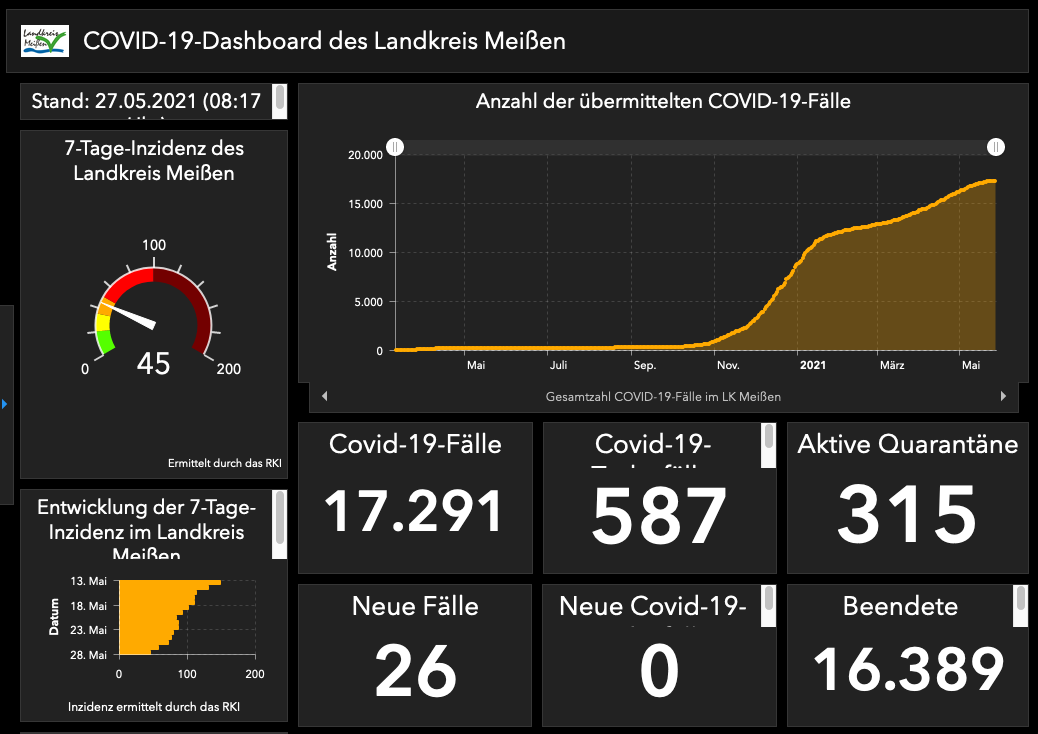 Landkreis
Meißen
COVID-19-Dashboard des Landkreis Meißen
Stand: 27.05.2021 (08:17
7-Tage-Inzidenz des
Landkreis Meißen
100
0
45
200
Ermittelt durch das RKI
Entwicklung der 7-Tage-
Inzidenz im Landkreis
Meißen
Datum
13. Mai
18. Mai
23. Mai
28. Mai
0
100
200
Inzidenz ermittelt durch das RKI
Anzahl der übermittelten COVID-19-Fälle
Anzahl
20.000
15.000
10.000
5.000
0
Mai
Juli
Sep.
Nov.
2021
März
Mai
Gesamtzahl COVID-19-Fälle im LK Meißen
Covid-19-Fälle
17.291
Covid-19-
587
Aktive Quarantäne
315
Neue Fälle
26
Neue Covid-19-
0
Beendete
16.389